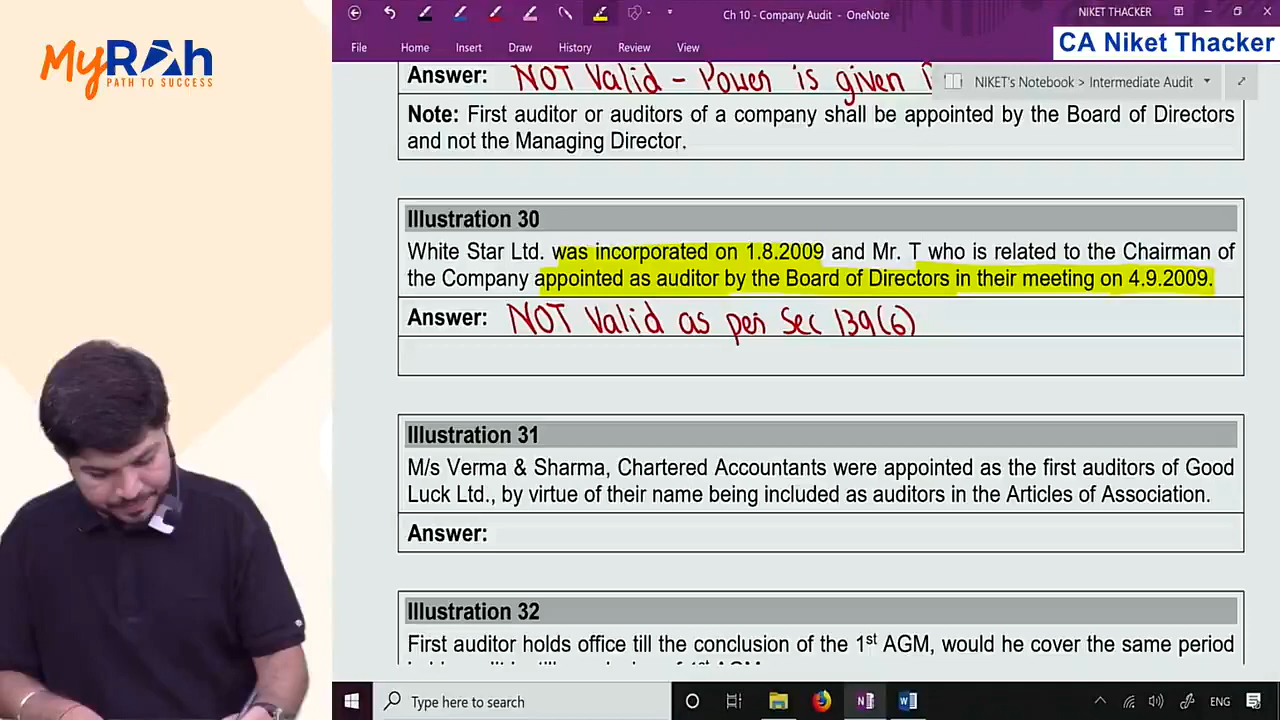 MyRAh
PATH TO SUCCESS
Ch 10 - Company Audit - OneNote
NIKET THACKER
File Home Insert Draw History Review View
CA Niket Thacker
NIKET's Notebook > Intermediate Audit
Answer: NOT Valid - Power is given
Note: First auditor or auditors of a company shall be appointed by the Board of Directors
and not the Managing Director.
Illustration 30
White Star Ltd. was incorporated on 1.8.2009 and Mr. T who is related to the Chairman of
the Company appointed as auditor by the Board of Directors in their meeting on 4.9.2009.
Answer: NOT Valid as per Sec 139(6)
Illustration 31
M/s Verma & Sharma, Chartered Accountants were appointed as the first auditors of Good
Luck Ltd., by virtue of their name being included as auditors in the Articles of Association.
Answer:
Illustration 32
First auditor holds office till the conclusion of the 1st AGM, would he cover the same period
Type here to search
ENG